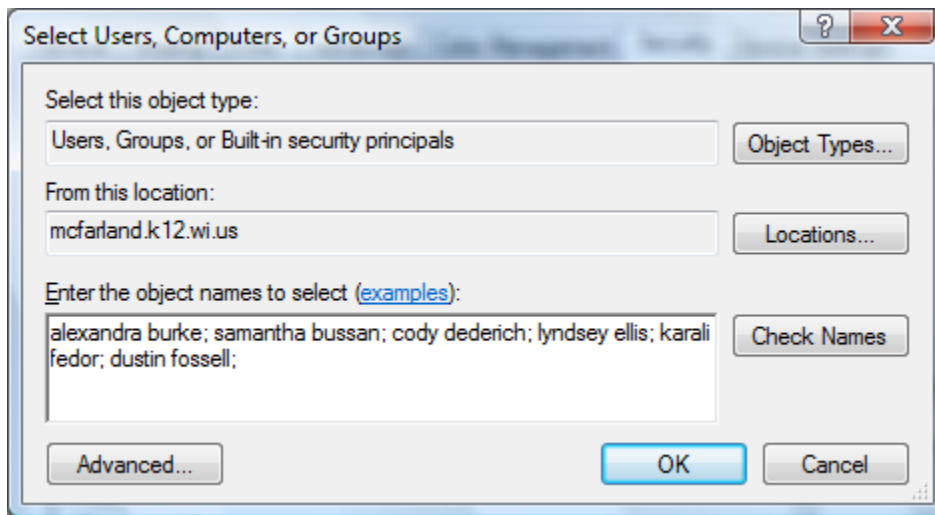 Select Users, Computers, or Groups
Security
Select this object type:
Users, Groups, or Built-in security principals
Object Types...
From this location:
mcfarland.k12.wi.us
Locations...
Enter the object names to select (examples):
alexandra burke; samantha bussan; cody dederich; lyndsey ellis; karali
fedor; dustin fossell;
Check Names
Advanced...
OK
Cancel